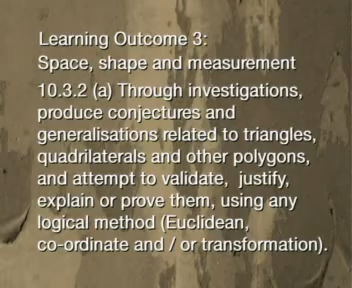 Learning Outcome 3:
Space, shape and measurement
10.3.2 (a) Through investigations,
produce conjectures and
generalisations related to triangles,
quadrilaterals and other polygons,
and attempt to validate,  justify,
explain or prove them, using any
logical method (Euclidean,
co-ordinate and / or transformation).